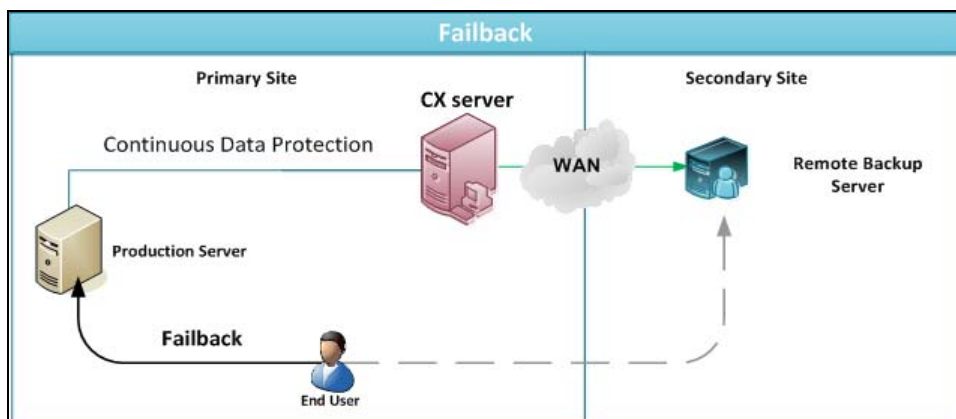 Failback
Primary Site
Secondary Site
CX server
Continuous Data Protection
WAN
Remote Backup
Server
Production Server
Failback
End User